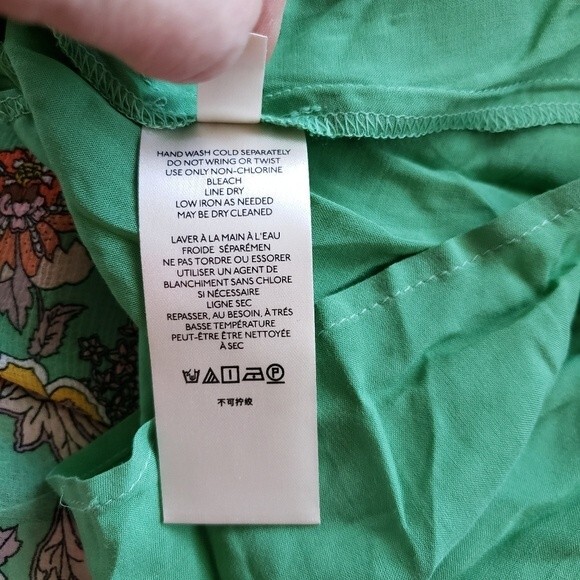 HAND WASH COLD SEPARATELY
DO NOT WRING OR TWIST
USE ONLY NON-CHLORINE
BLEACH
LINE DRY
LOW IRON AS NEEDED
MAY BE DRY CLEANED
LAVER À LA MAIN À L'EAU
FROIDE SÉPARÉMEN
NE PAS TORDRE OU ESSORER
UTILISER UN AGENT DE
BLANCHIMENT SANS CHLORE
SI NÉCESSAIRE
LIGNE SEC
REPASSER, AU BESOIN, À TRÉS
BASSE TEMPÉRATURE
PEUT-ÊTRE ÊTRE NETTOYÉE
À SEC
P
不可拧绞